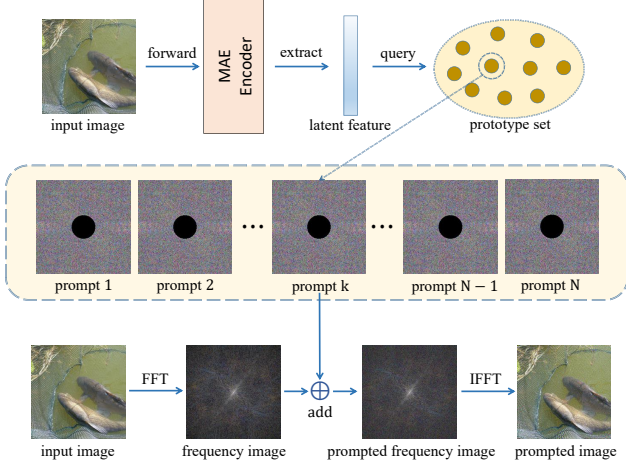 forward
MAE
Encoder
extract
query
input image
latent feature
prototype set
prompt 1
prompt 2
...
prompt k
...
prompt N − 1
prompt N
FFT
add
IFFT
input image
frequency image
prompted frequency image
prompted image